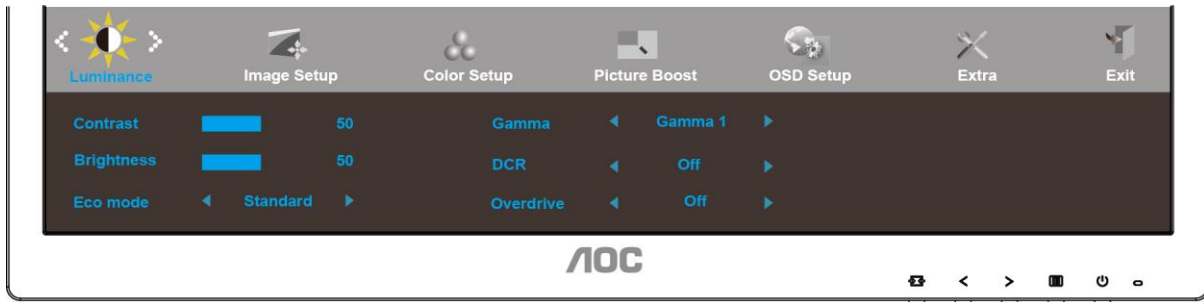 Luminance Image Setup Color Setup Picture Boost OSD Setup Extra Exit
Contrast 50 Gamma Gamma 1
Brightness 50 DCR Off
Eco mode Standard Overdrive Off
AOC